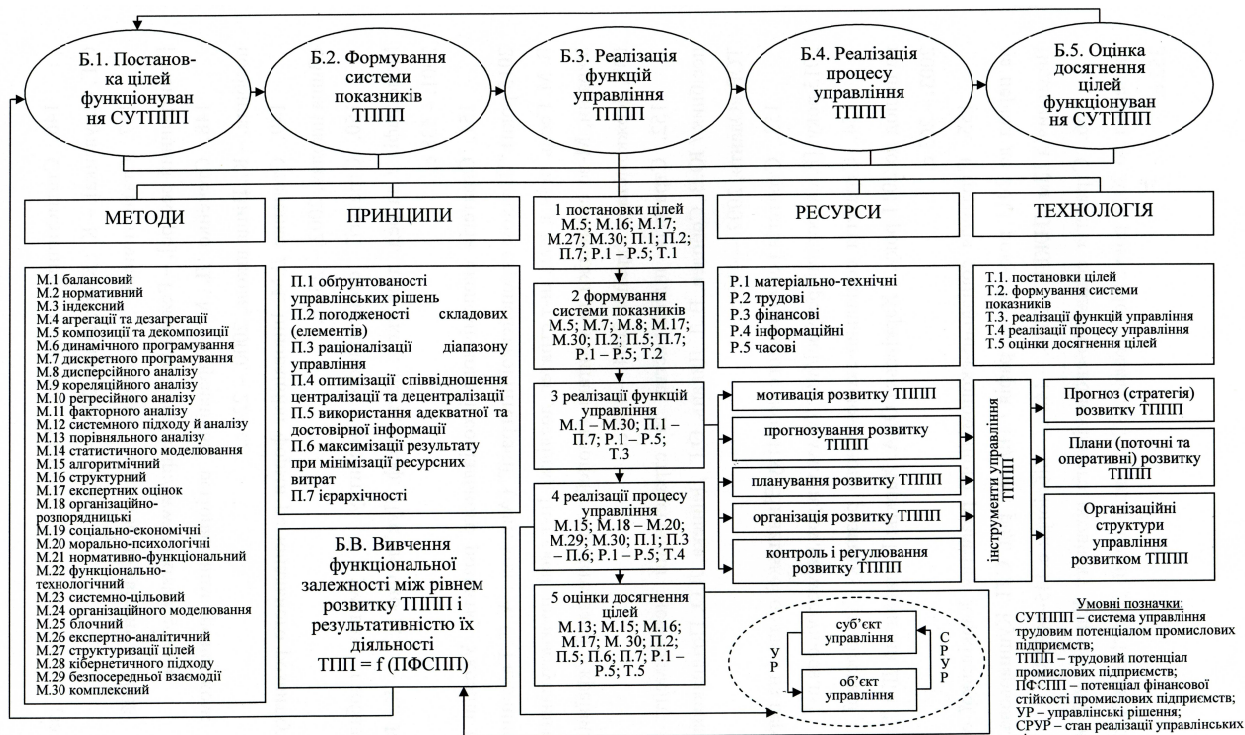 Б.1. Постанов-
ка цілей
функціонуван
ня СУТППП
Б.2. Формування
системи
показників
ТППП
Б.3. Реалізація
функцій
управління
ТППП
Б.4. Реалізація
процесу
управління
ТППП
Б.5. Оцінка
досягнення
цілей
функціонуван
ня СУТППП
МЕТОДИ
М.1 балансовий
М.2 нормативний
М.3 індексний
М.4 агрегації та дезагрегації
М.5 композиції та декомпозиції
М.6 динамічного програмування
М.7 дискретного програмування
М.8 дисперсійного аналізу
М.9 кореляційного аналізу
М.10 регресійного аналізу
М.11 факторного аналізу
М.12 системного підходу й аналізу
М.13 порівняльного аналізу
М.14 статистичного моделювання
М.15 алгоритмічний
М.16 структурний
М.17 експертних оцінок
М.18 організаційно-
розпорядницькі
М.19 соціально-економічні
М.20 морально-психологічні
М.21 нормативно-функціональний
М.22 функціонально-
технологічний
М.23 системно-цільовий
М.24 організаційного моделювання
М.25 блочний
М.26 експертно-аналітичний
М.27 структуризації цілей
М.28 кібернетичного підходу
М.29 безпосередньої взаємодії
М.30 комплексний
ПРИНЦИПИ
П.1 обґрунтованості
управлінських рішень
П.2 погодженості складових
(елементів)
П.3 раціоналізації діапазону
управління
П.4 оптимізації співвідношення
централізації та децентралізації
П.5 використання адекватної та
достовірної інформації
П.6 максимізації результату
при мінімізації ресурсних
витрат
П.7 ієрархічності
Б.В. Вивчення
функціональної
залежності між рівнем
розвитку ТППП і
результативністю їх
діяльності
ТПП = f (ПФСПП)
1 постановки цілей
М.5; М.16; М.17;
М.27; М.30; П.1; П.2;
П.7; Р.1 – Р.5; Т.1
2 формування
системи показників
М.5; М.7; М.8; М.17;
М.30; П.2; П.5; П.7;
Р.1 – Р.5; Т.2
3 реалізації функцій
управління
М.1 – М.30; П.1 –
П.7; Р.1 – Р.5;
Т.3
4 реалізації процесу
управління
М.15; М.18 – М.20;
М.29; М.30; П.1; П.3
– П.6; Р.1 – Р.5; Т.4
5 оцінки досягнення
цілей
М.13; М.15; М.16;
М.17; М. 30; П.2;
П.5; П.6; П.7; Р.1 –
Р.5; Т.5
РЕСУРСИ
Р.1 матеріально-технічні
Р.2 трудові
Р.3 фінансові
Р.4 інформаційні
Р.5 часові
ТЕХНОЛОГІЯ
Т.1. постановки цілей
Т.2. формування системи
показників
Т.3. реалізації функцій управління
Т.4 реалізації процесу управління
Т.5 оцінки досягнення цілей
мотивація розвитку ТППП
прогнозування розвитку
ТППП
планування розвитку ТППП
організація розвитку ТППП
контроль і регулювання
розвитку ТППП
інструменти управління
ТППП
Прогноз (стратегія)
розвитку ТППП
Плани (поточні та
оперативні) розвитку
ТППП
Організаційні
структури
управління
розвитком ТППП
УР
суб’єкт
управління
об’єкт
управління
СРУР
Умовні позначки:
СУТППП – система управління
трудовим потенціалом промислових
підприємств;
ТППП – трудовий потенціал
промислових підприємств;
ПФСПП – потенціал фінансової
стійкості промислових підприємств;
УР – управлінські рішення;
СРУР – стан реалізації управлінських